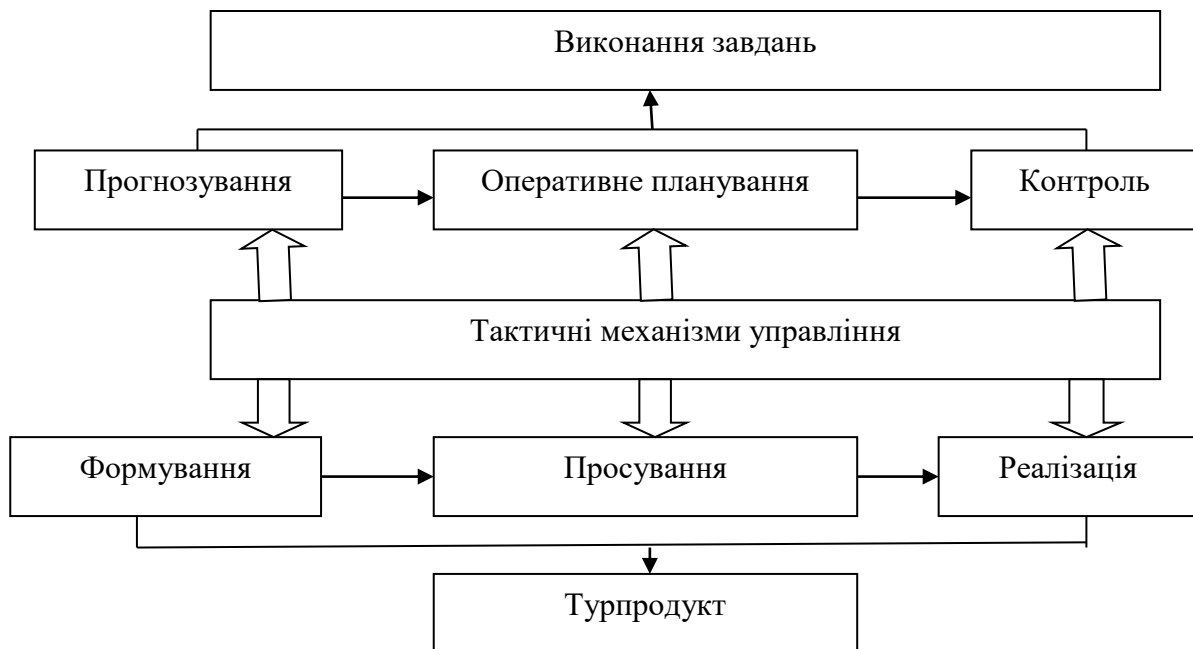 Виконання завдань
Прогнозування
Оперативне планування
Контроль
Тактичні механізми управління
Формування
Просування
Реалізація
Турпродукт